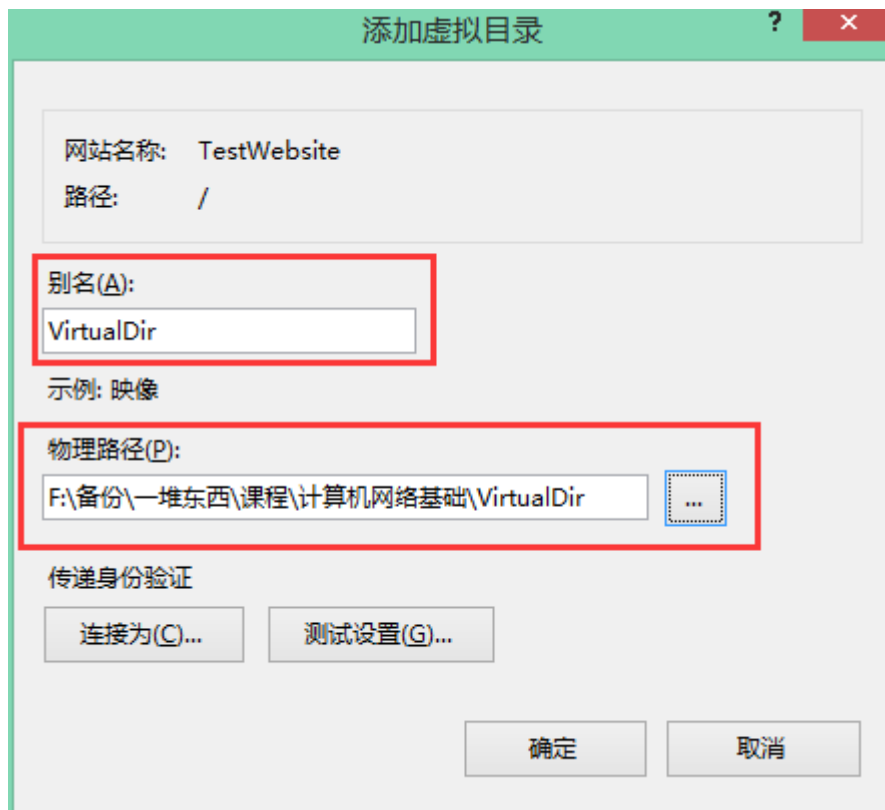 添加虚拟目录
?
×
网站名称: TestWebsite
路径: /
别名(A):
VirtualDir
示例: 映像
物理路径(P):
F:\备份\一堆东西\课程\计算机网络基础\VirtualDir
...
传递身份验证
连接为(C)... 测试设置(G)...
确定 取消